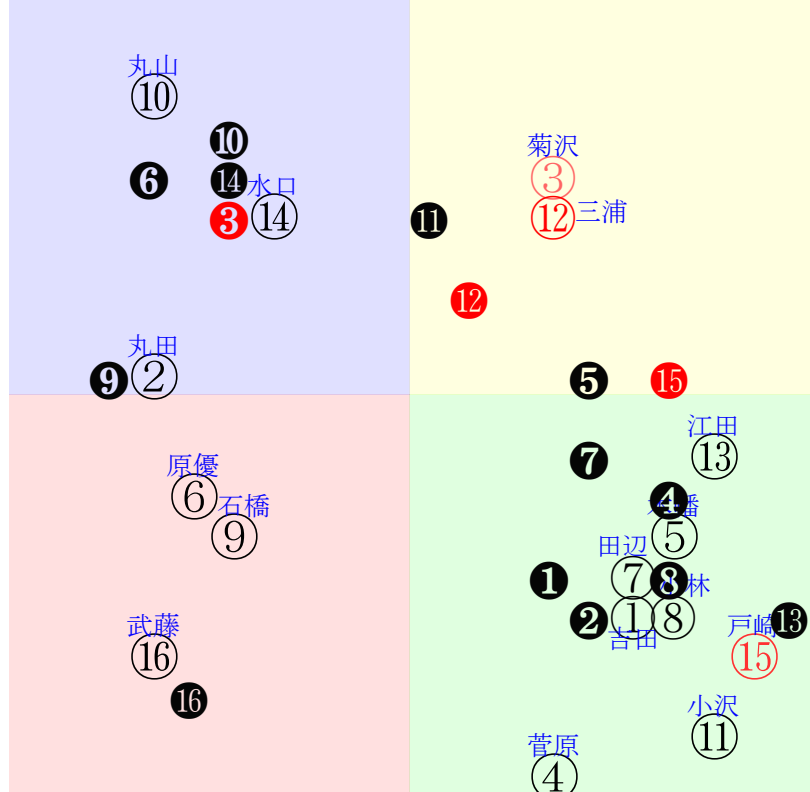 丸山
⑩
❿
菊沢
❻
⓮
水口
③
❸
⑭
⓫
⑫
三浦
⓬
丸田
❾
②
❺
⓯
江田
⑬
原優
❼
⑥
石橋
❹
⑨
⑤
田辺
❶
⑦
❽
小林
武藤
❷
①
⑧
吉田
戸崎
⓭
⑯
⑮
⓰
小沢
⑪
菅原
④